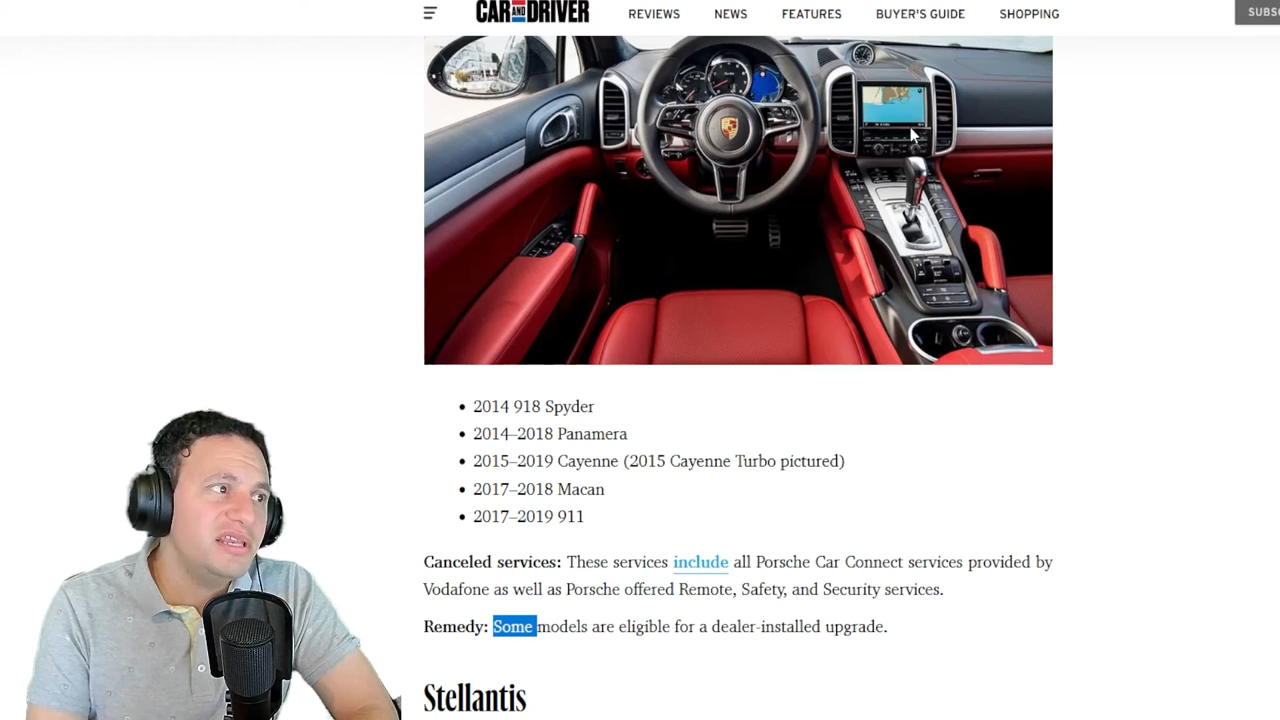 CAR AND DRIVER
REVIEWS NEWS FEATURES BUYER'S GUIDE SHOPPING SUBS
2014 918 Spyder
2014–2018 Panamera
2015–2019 Cayenne (2015 Cayenne Turbo pictured)
2017–2018 Macan
2017–2019 911
Canceled services: These services include all Porsche Car Connect services provided by
Vodafone as well as Porsche offered Remote, Safety, and Security services.
Remedy: Some models are eligible for a dealer-installed upgrade.
Stellantis